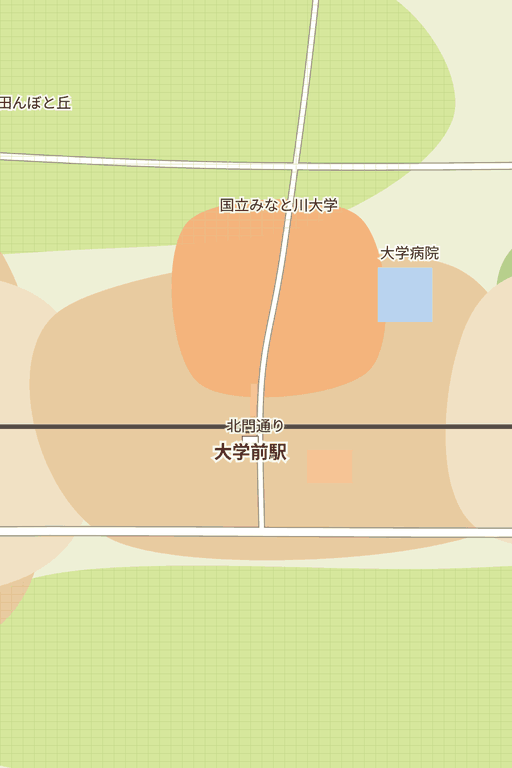 田んぼと丘
国立みなと川大学
大学病院
北門通り
大学前駅